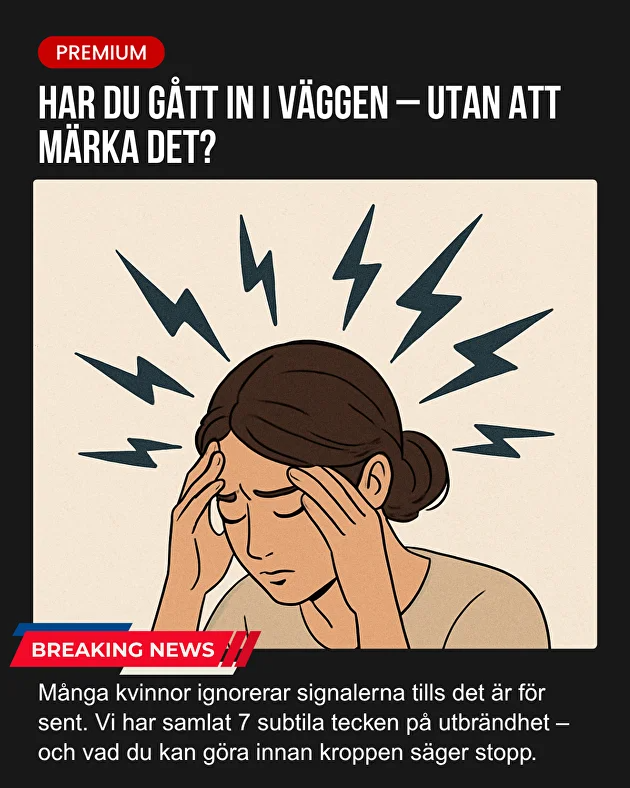 PREMIUM
HAR DU GÅTT IN I VÄGGEN – UTAN ATT
MÄRKA DET?
BREAKING NEWS
Många kvinnor ignorerar signalerna tills det är för
sent. Vi har samlat 7 subtila tecken på utbrändhet –
och vad du kan göra innan kroppen säger stopp.